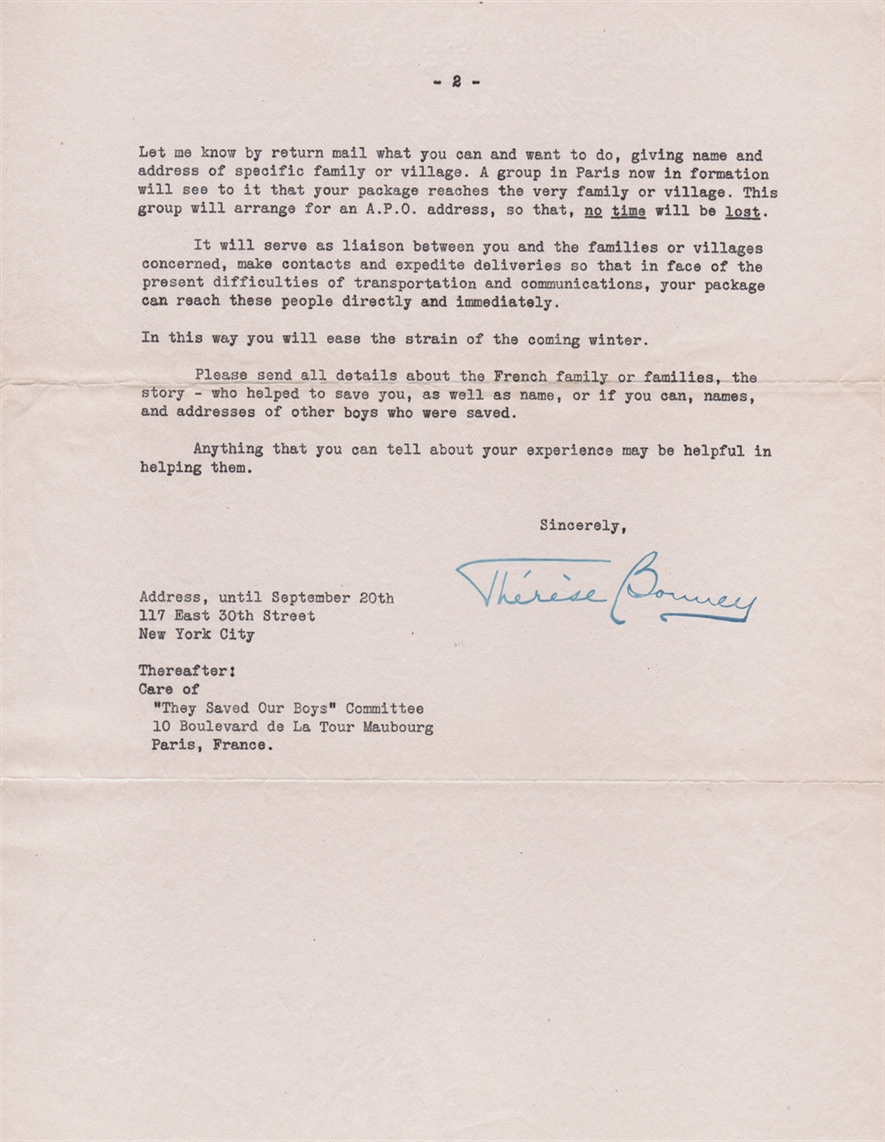 - 2 -
Let me know by return mail what you can and want to do, giving name and
address of specific family or village. A group in Paris now in formation
will see to it that your package reaches the very family or village. This
group will arrange for an A.P.O. address, so that, no time will be lost.
It will serve as liaison between you and the families or villages
concerned, make contacts and expedite deliveries so that in face of the
present difficulties of transportation and communications, your package
can reach these people directly and immediately.
In this way you will ease the strain of the coming winter.
Please send all details about the French family or families, the
story - who helped to save you, as well as name, or if you can, names,
and addresses of other boys who were saved.
Anything that you can tell about your experience may be helpful in
helping them.
Sincerely,
Thérèse Bonney
Address, until September 20th
117 East 30th Street
New York City
Thereafter:
Care of
"They Saved Our Boys" Committee
10 Boulevard de La Tour Maubourg
Paris, France.